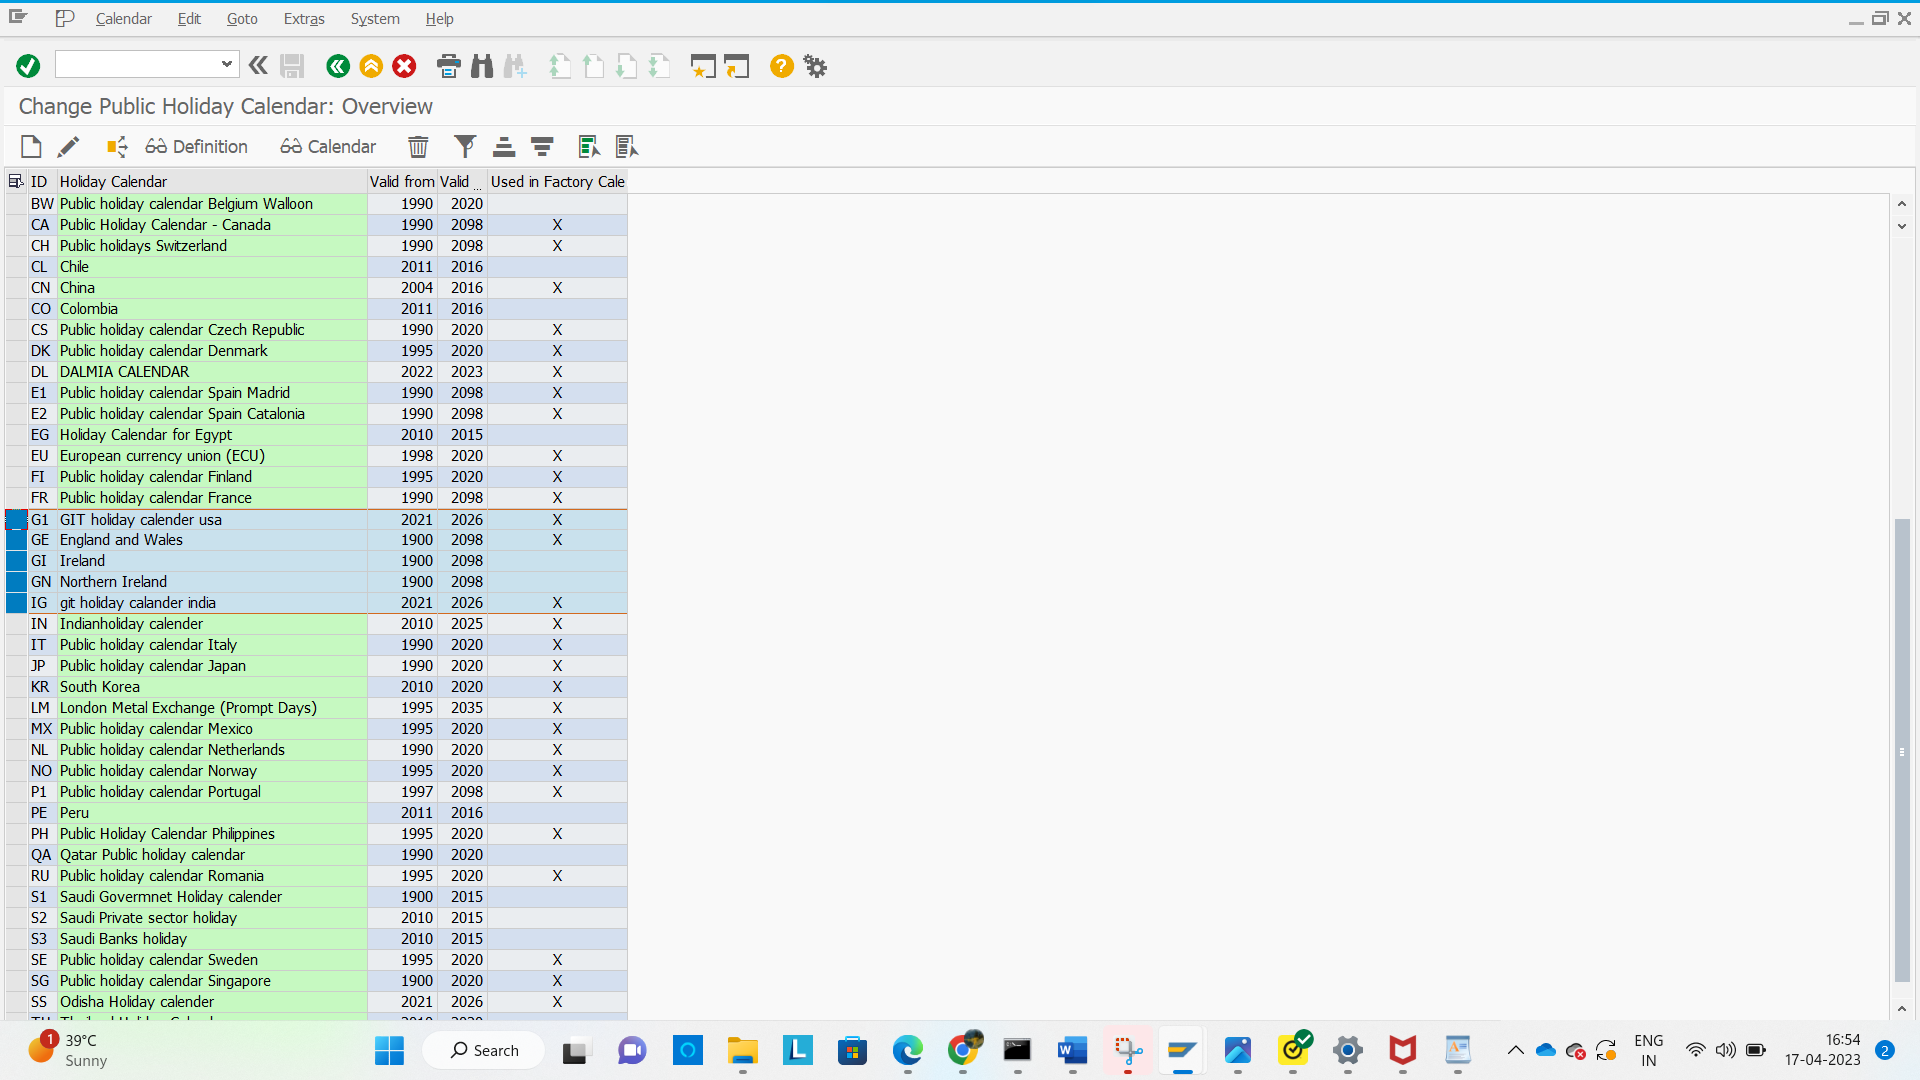 Calendar Edit Goto Extras System Help
Change Public Holiday Calendar: Overview
Definition Calendar
ID Holiday Calendar Valid from Valid ... Used in Factory Cale
BW Public holiday calendar Belgium Walloon 1990 2020
CA Public Holiday Calendar - Canada 1990 2098 X
CH Public holidays Switzerland 1990 2098 X
CL Chile 2011 2016
CN China 2004 2016 X
CO Colombia 2011 2016
CS Public holiday calendar Czech Republic 1990 2020 X
DK Public holiday calendar Denmark 1995 2020 X
DL DALMIA CALENDAR 2022 2023 X
E1 Public holiday calendar Spain Madrid 1990 2098 X
E2 Public holiday calendar Spain Catalonia 1990 2098 X
EG Holiday Calendar for Egypt 2010 2015
EU European currency union (ECU) 1998 2020 X
FI Public holiday calendar Finland 1995 2020 X
FR Public holiday calendar France 1990 2098 X
G1 GIT holiday calender usa 2021 2026 X
GE England and Wales 1900 2098 X
GI Ireland 1900 2098
GN Northern Ireland 1900 2098
IG git holiday calander india 2021 2026 X
IN Indianholiday calender 2010 2025 X
IT Public holiday calendar Italy 1990 2020 X
JP Public holiday calendar Japan 1990 2020 X
KR South Korea 2010 2020 X
LM London Metal Exchange (Prompt Days) 1995 2035 X
MX Public holiday calendar Mexico 1995 2020 X
NL Public holiday calendar Netherlands 1990 2020 X
NO Public holiday calendar Norway 1995 2020 X
P1 Public holiday calendar Portugal 1997 2098 X
PE Peru 2011 2016
PH Public Holiday Calendar Philippines 1995 2020 X
QA Qatar Public holiday calendar 1990 2020
RU Public holiday calendar Romania 1995 2020 X
S1 Saudi Govermnet Holiday calender 1900 2015
S2 Saudi Private sector holiday 2010 2015
S3 Saudi Banks holiday 2010 2015
SE Public holiday calendar Sweden 1995 2020 X
SG Public holiday calendar Singapore 1900 2020 X
SS Odisha Holiday calender 2021 2026 X
1 39°C
Sunny
Search
ENG
IN
16:54
17-04-2023
2